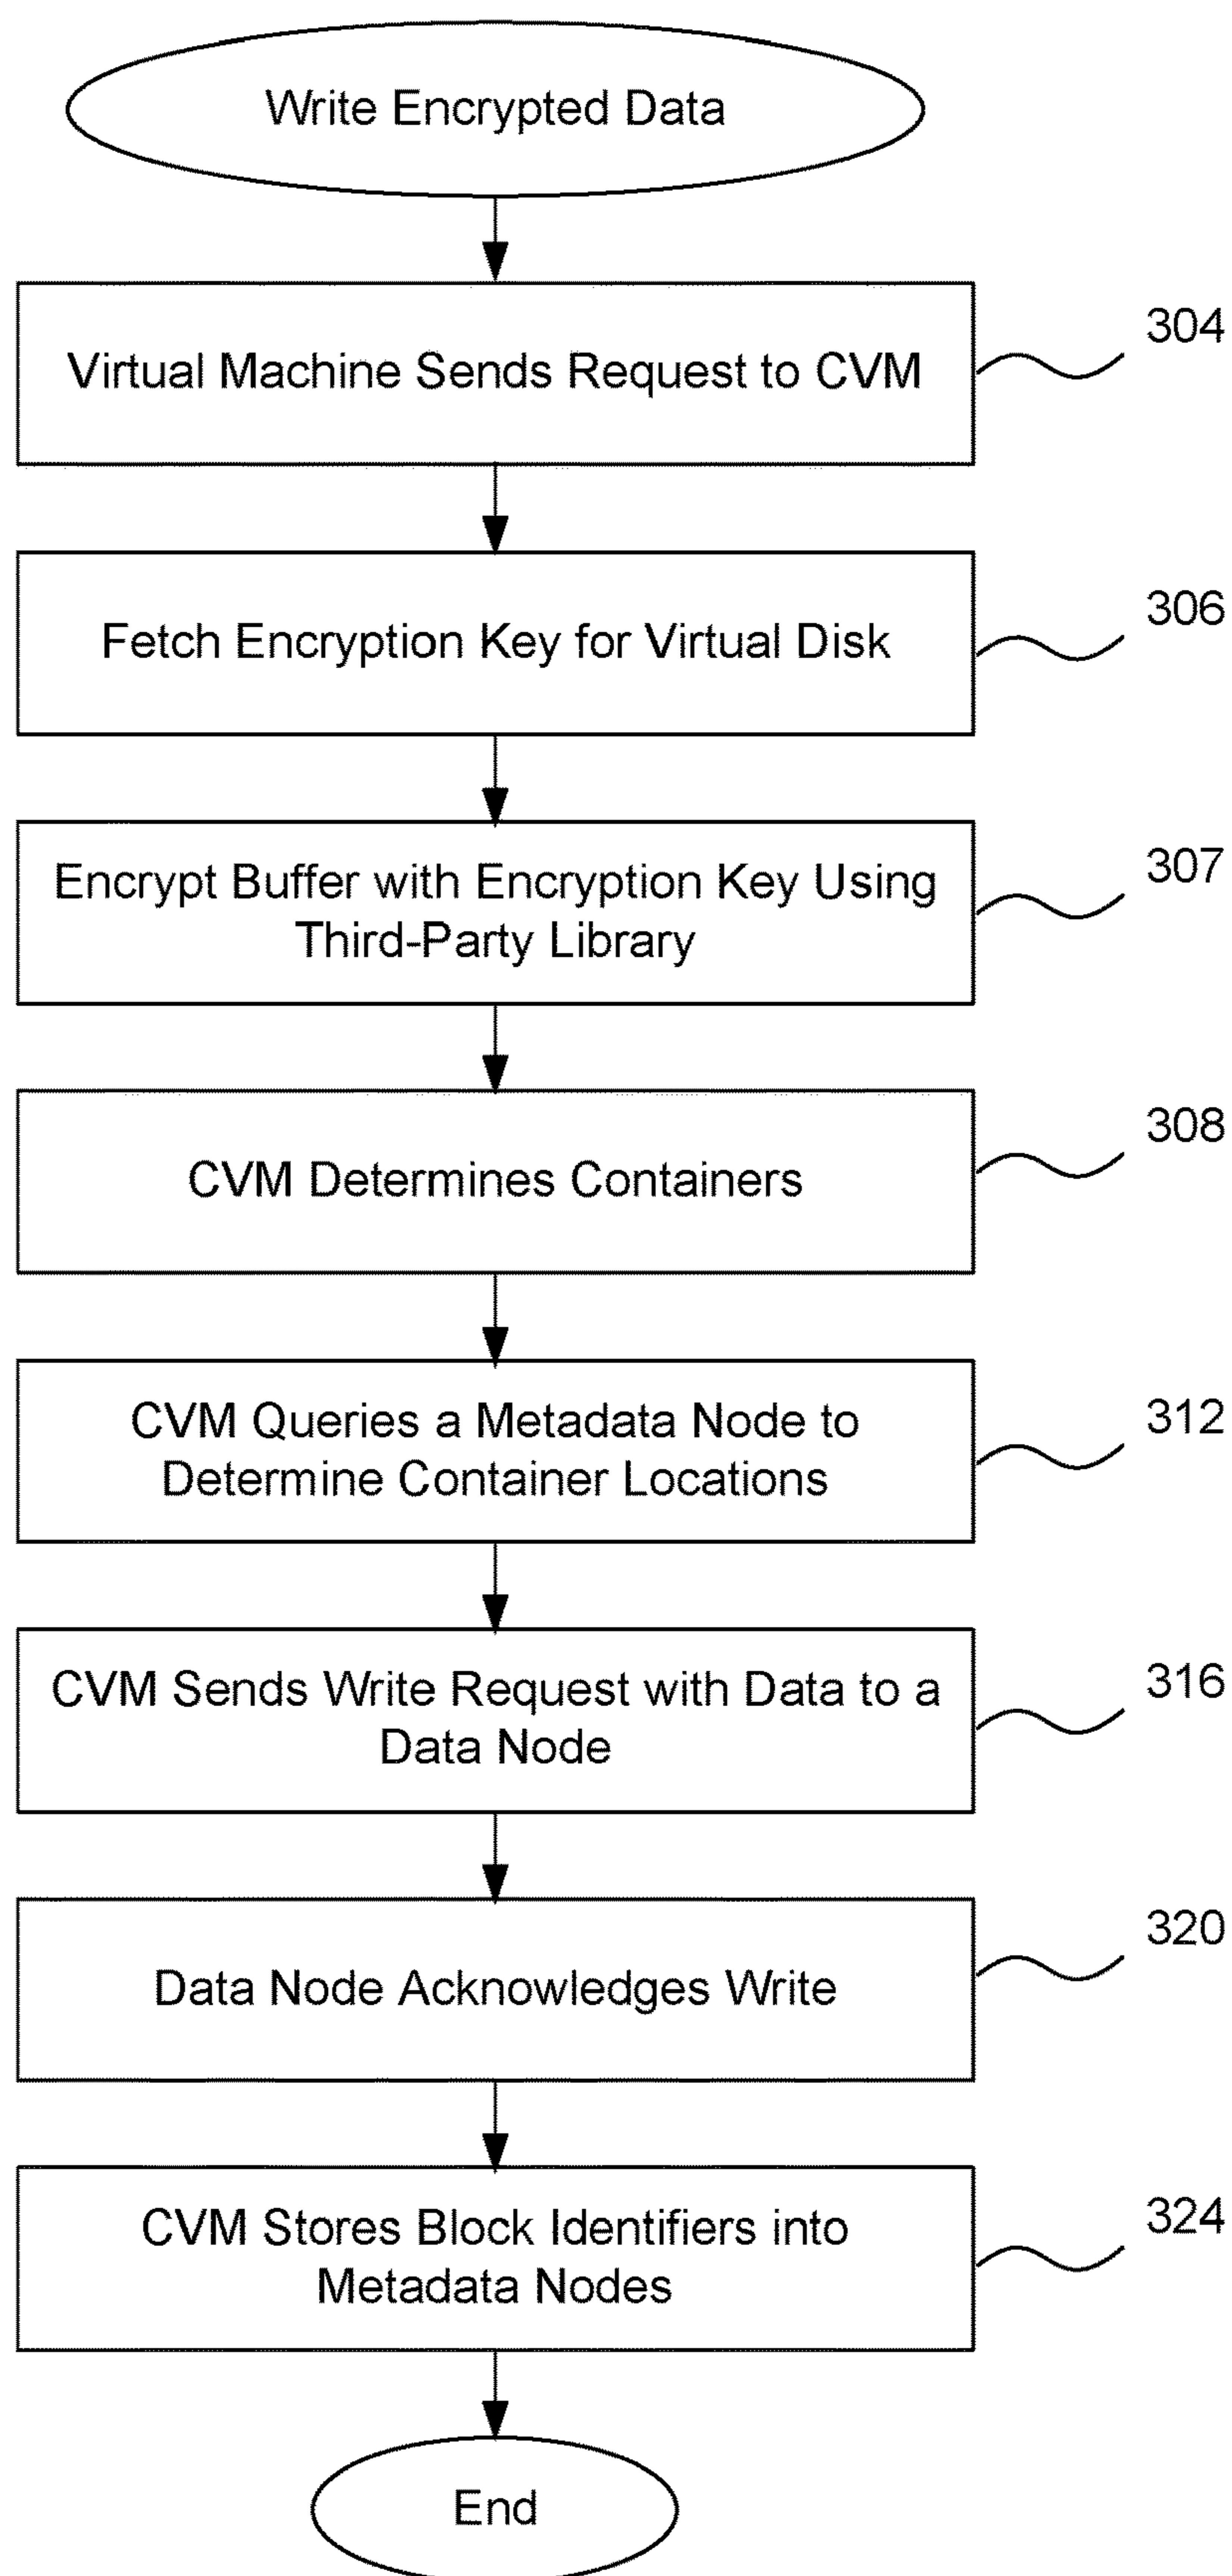 Write Encrypted Data
304
Virtual Machine Sends Request to CVM
306
Fetch Encryption Key for Virtual Disk
307
Encrypt Buffer with Encryption Key Using
Third-Party Library
308
CVM Determines Containers
312
CVM Queries a Metadata Node to
Determine Container Locations
316
CVM Sends Write Request with Data to a
Data Node
320
Data Node Acknowledges Write
324
CVM Stores Block Identifiers into
Metadata Nodes
End